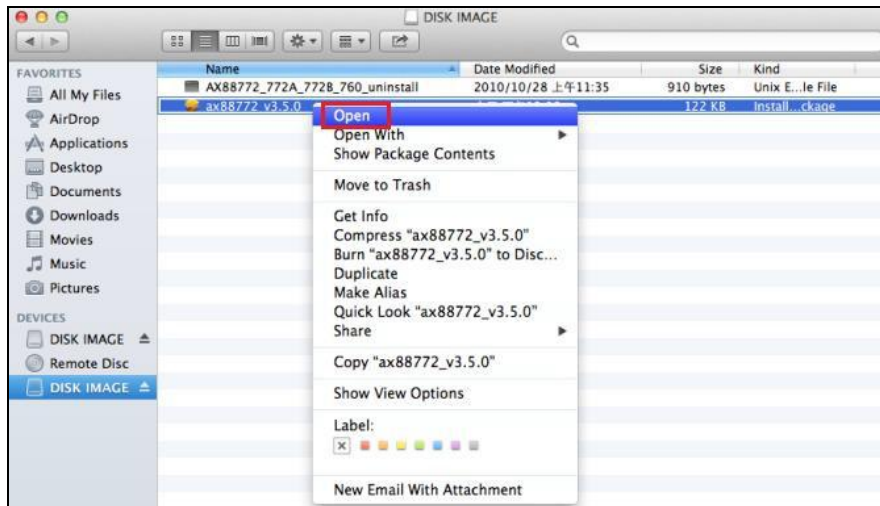 DISK IMAGE
Name Date Modified Size Kind
AX88772_772A_772B_760_uninstall 2010/10/28 上午11:35 910 bytes Unix E...le File
ax88772_v3.5.0 122 KB Install...ckage
FAVORITES
All My Files
AirDrop
Applications
Desktop
Documents
Downloads
Movies
Music
Pictures
DEVICES
DISK IMAGE
Remote Disc
DISK IMAGE
Open
Open With
Show Package Contents
Move to Trash
Get Info
Compress “ax88772_v3.5.0”
Burn “ax88772_v3.5.0” to Disc...
Duplicate
Make Alias
Quick Look “ax88772_v3.5.0”
Share
Copy “ax88772_v3.5.0”
Show View Options
Label:
New Email With Attachment